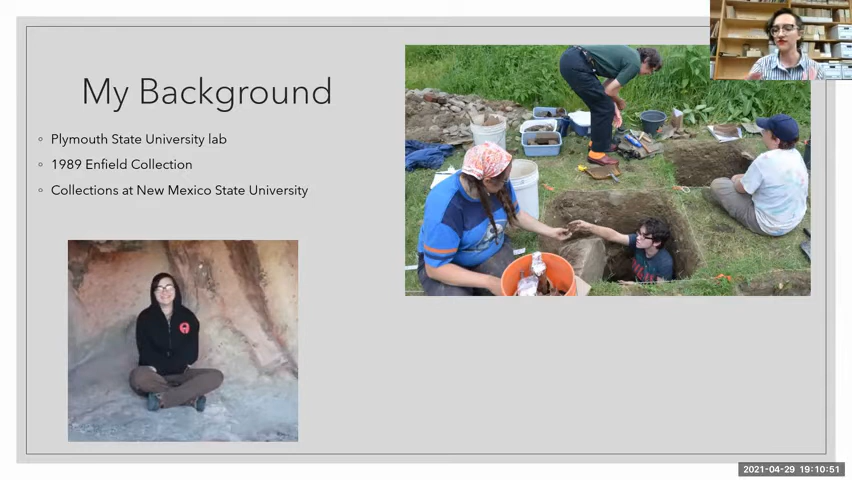 My Background
Plymouth State University lab
1989 Enfield Collection
Collections at New Mexico State University
2021-04-29 19:10:51